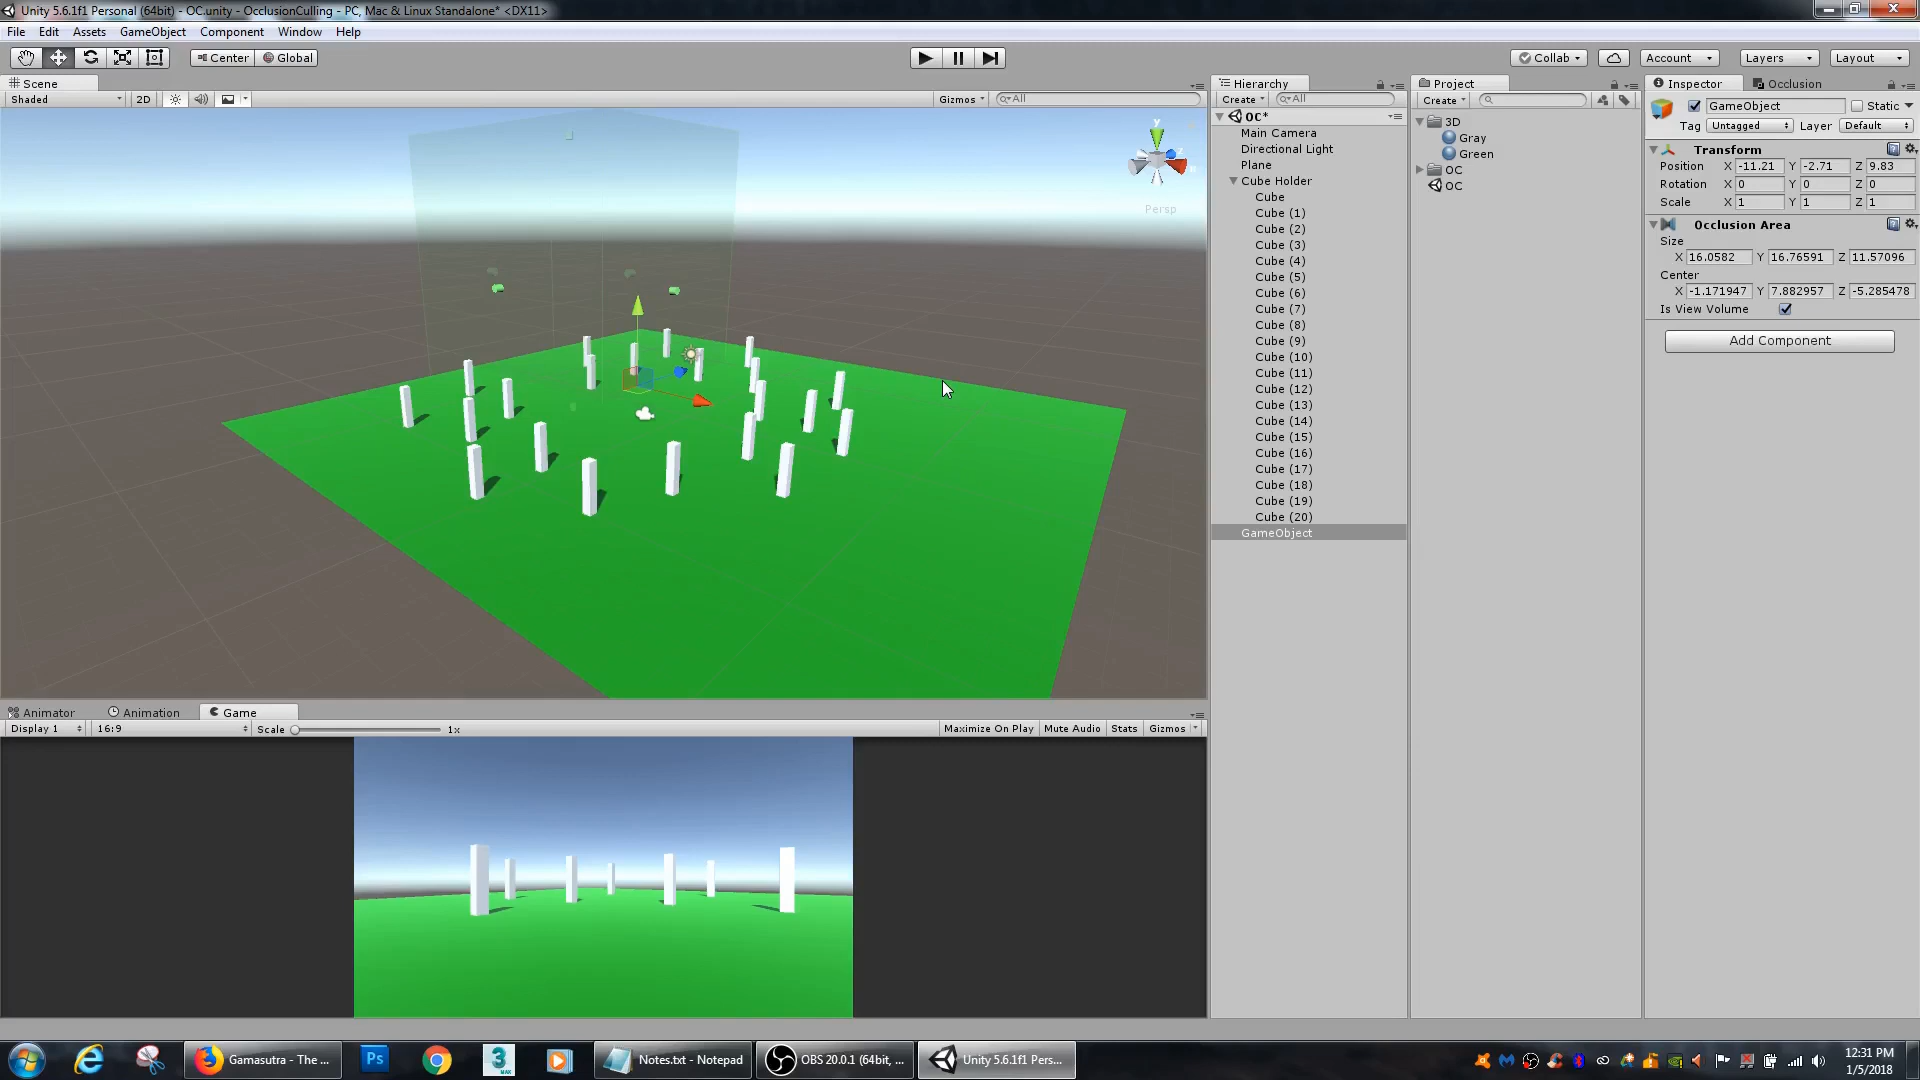 Unity 5.6.1f1 Personal (64bit) - OC.unity - OcclusionCulling - PC, Mac & Linux Standalone* <DX11>
File Edit Assets GameObject Component Window Help
Center Global Collab Account Layers Layout
Scene
Shaded 2D Gizmos All
y
Persp
Hierarchy
Create All
OC*
Main Camera
Directional Light
Plane
Cube Holder
Cube
Cube (1)
Cube (2)
Cube (3)
Cube (4)
Cube (5)
Cube (6)
Cube (7)
Cube (8)
Cube (9)
Cube (10)
Cube (11)
Cube (12)
Cube (13)
Cube (14)
Cube (15)
Cube (16)
Cube (17)
Cube (18)
Cube (19)
Cube (20)
GameObject
Project
Create
3D
Gray
Green
OC
OC
Inspector Occlusion
GameObject Static
Tag Untagged Layer Default
Transform
Position X -11.21 Y -2.71 Z 9.83
Rotation X 0 Y 0 Z 0
Scale X 1 Y 1 Z 1
Occlusion Area
Size
X 16.0582 Y 16.76591 Z 11.57096
Center
X -1.171947 Y 7.882957 Z -5.285478
Is View Volume
Add Component
Animator Animation Game
Display 1 16:9 Scale 1x Maximize On Play Mute Audio Stats Gizmos
Gamasutra - The ...
Ps
3
MAX
Notes.txt - Notepad
OBS 20.0.1 (64bit, ...
Unity 5.6.1f1 Pers...
12:31 PM
1/5/2018